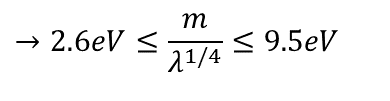 → 2.6eV ≤ m/λ^{1/4} ≤ 9.5eV